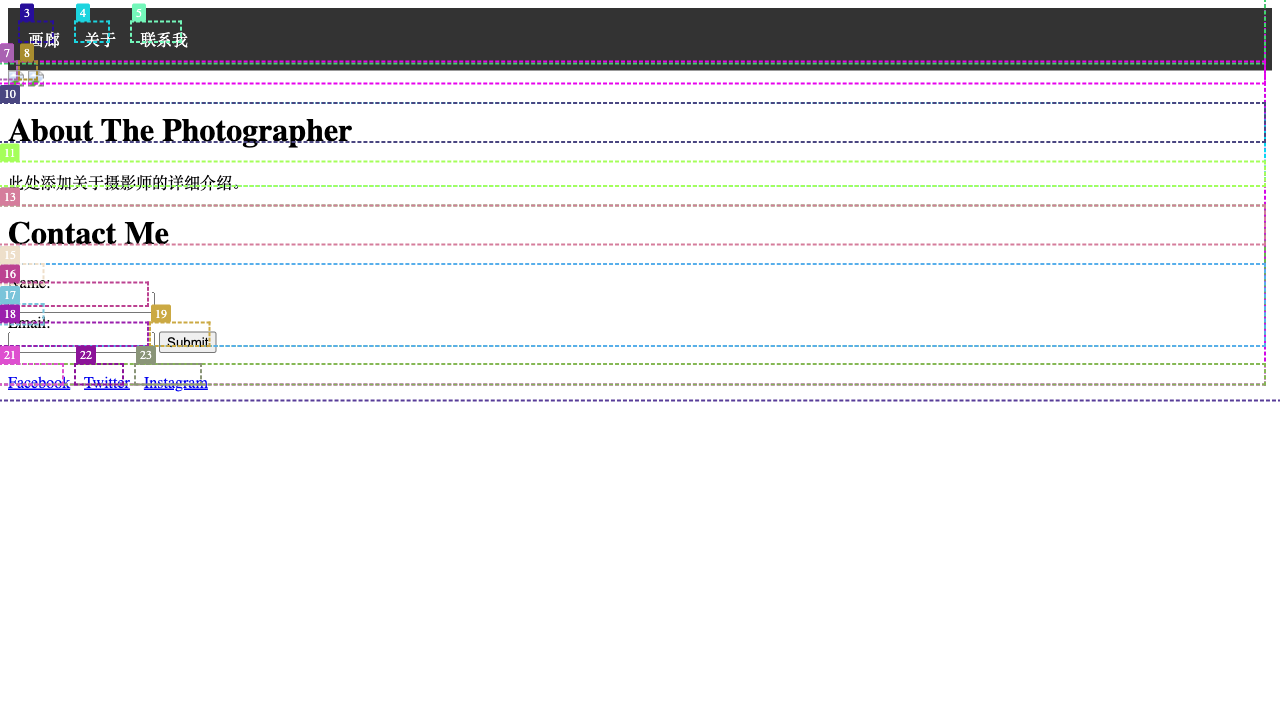 3 4 5
画廊 关于 联系我
7 8
10
About The Photographer
11
此处添加关于摄影师的详细介绍。
13
Contact Me
15
16
Name:
17
18 19
Email:
Submit
21 22 23
Facebook Twitter Instagram